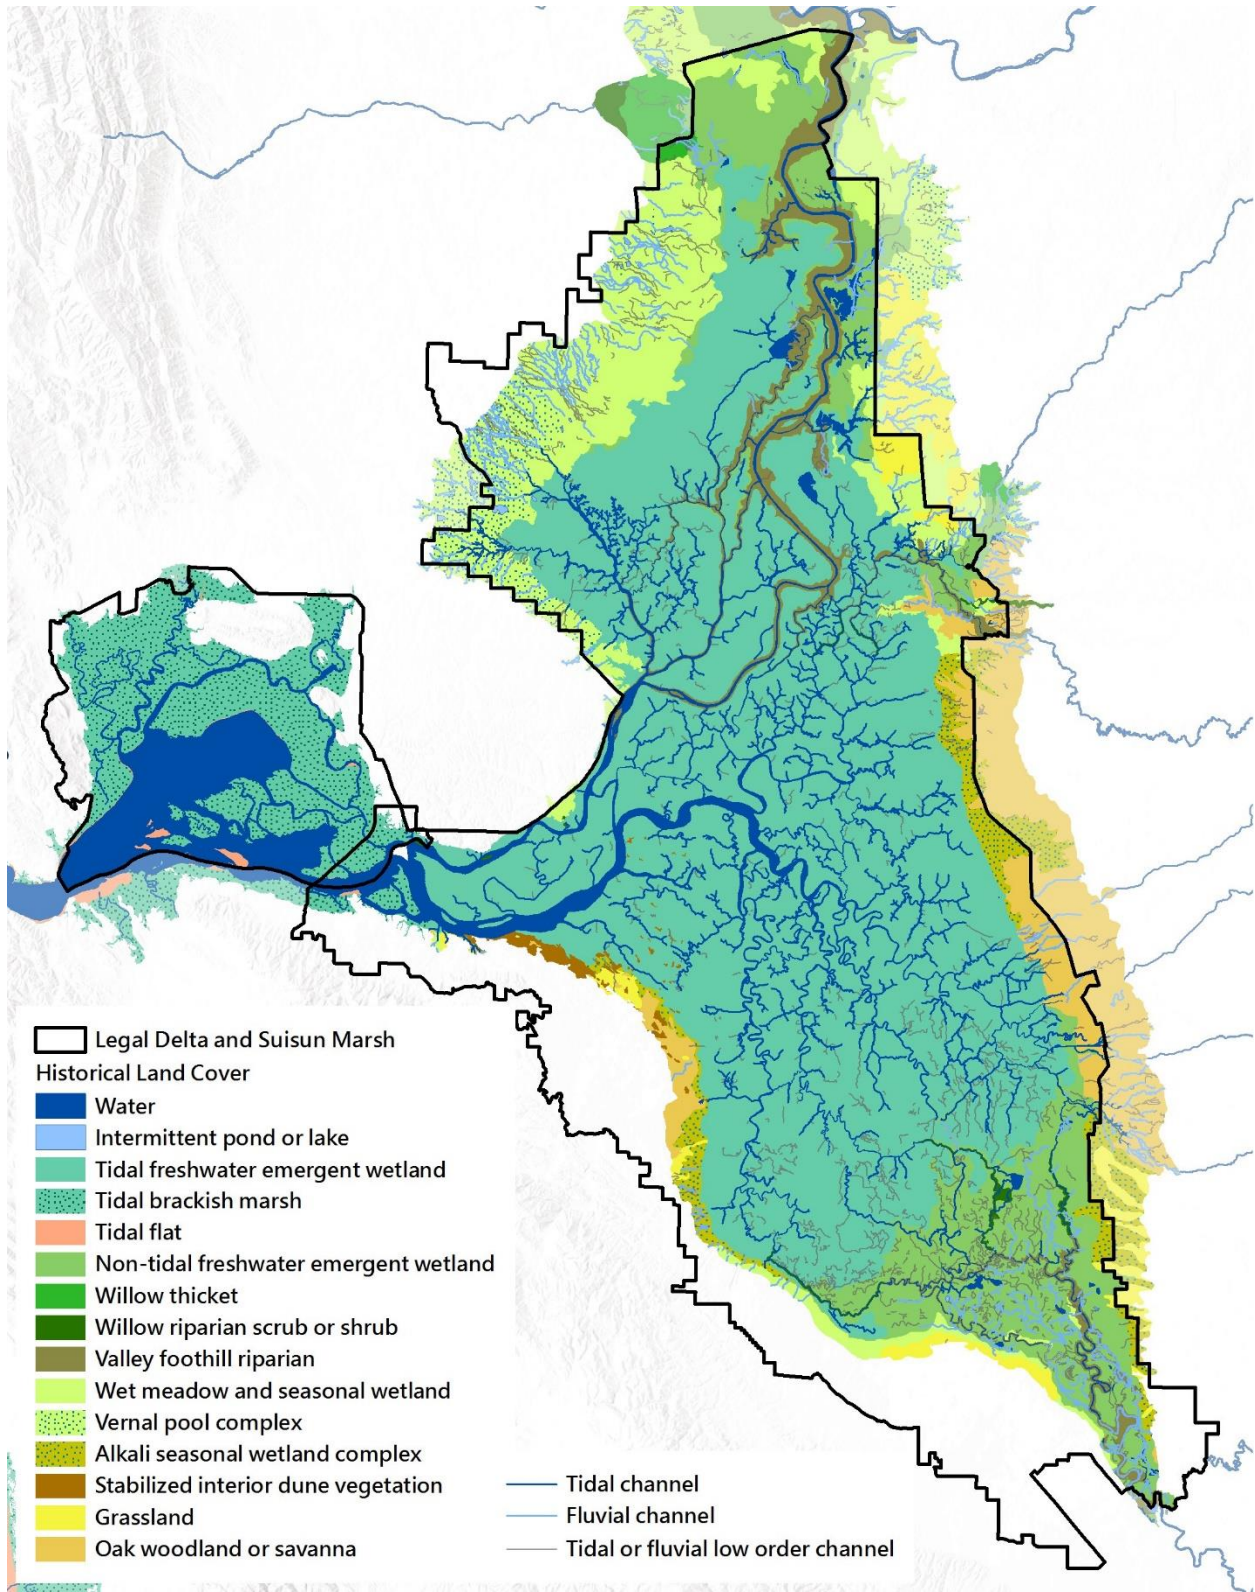 Legal Delta and Suisun Marsh
Historical Land Cover
Water
Intermittent pond or lake
Tidal freshwater emergent wetland
Tidal brackish marsh
Tidal flat
Non-tidal freshwater emergent wetland
Willow thicket
Willow riparian scrub or shrub
Valley foothill riparian
Wet meadow and seasonal wetland
Vernal pool complex
Alkali seasonal wetland complex
Stabilized interior dune vegetation
Grassland
Oak woodland or savanna
Tidal channel
Fluvial channel
Tidal or fluvial low order channel